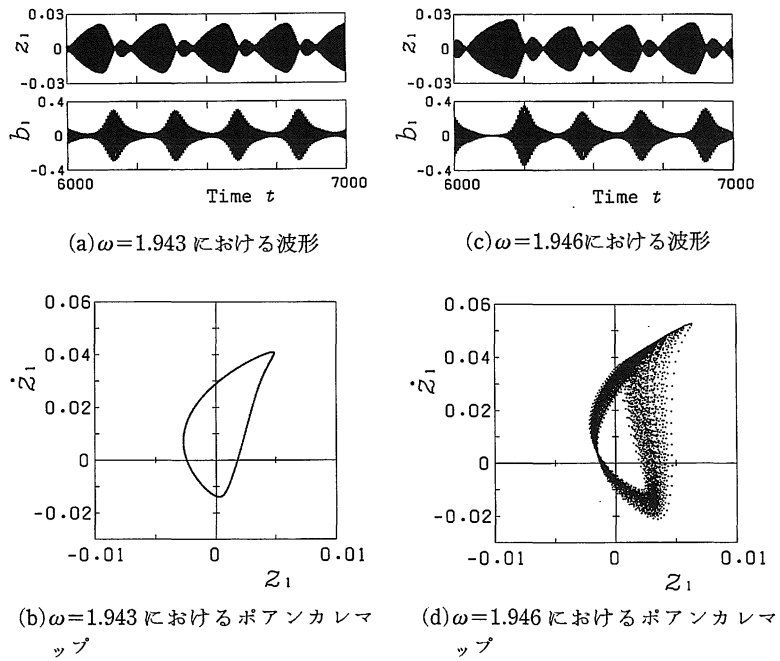 0.03
z₁ 0
-0.03
0.4
b₁ 0
-0.4
6000 Time t 7000
(a)ω=1.943 における波形
0.03
z₁ 0
-0.03
0.4
b₁ 0
-0.4
6000 Time t 7000
(c)ω=1.946における波形
0.06
0.04
ż₁
0.02
0
-0.02
-0.01 0 0.01
z₁
(b)ω=1.943 におけるポアンカレマ
ップ
0.06
0.04
ż₁
0.02
0
-0.02
-0.01 0 0.01
z₁
(d)ω=1.946 におけるポアンカレマ
ップ